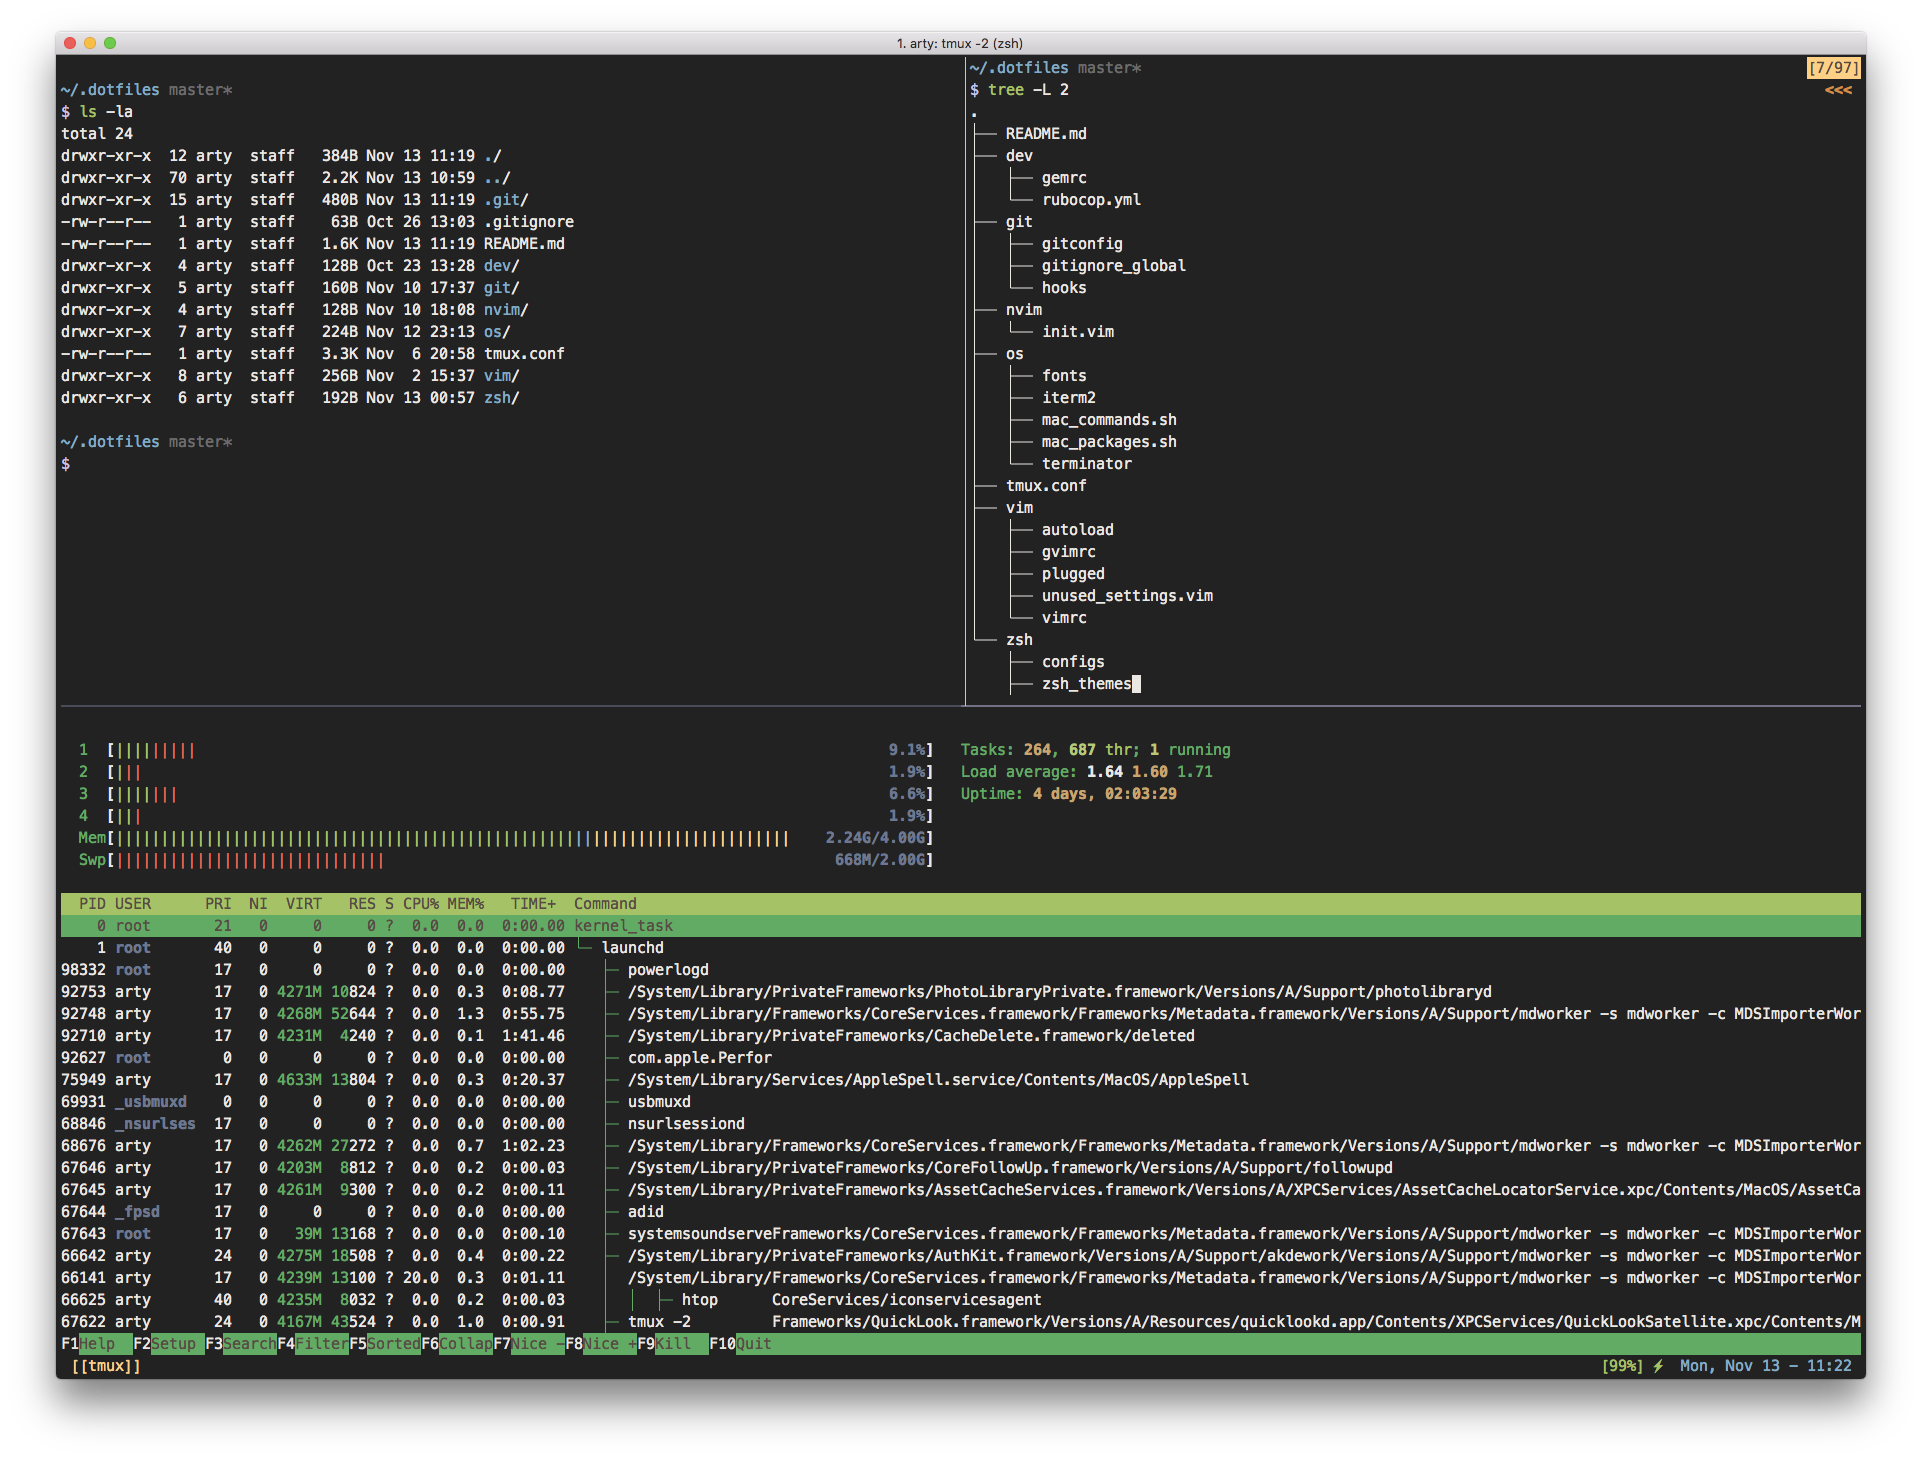 1. arty: tmux -2 (zsh)
~/.dotfiles master*
$ ls -la
total 24
drwxr-xr-x  12 arty  staff   384B Nov 13 11:19 ./
drwxr-xr-x  70 arty  staff   2.2K Nov 13 10:59 ../
drwxr-xr-x  15 arty  staff   480B Nov 13 11:19 .git/
-rw-r--r--   1 arty  staff    63B Oct 26 13:03 .gitignore
-rw-r--r--   1 arty  staff   1.6K Nov 13 11:19 README.md
drwxr-xr-x   4 arty  staff   128B Oct 23 13:28 dev/
drwxr-xr-x   5 arty  staff   160B Nov 10 17:37 git/
drwxr-xr-x   4 arty  staff   128B Nov 10 18:08 nvim/
drwxr-xr-x   7 arty  staff   224B Nov 12 23:13 os/
-rw-r--r--   1 arty  staff   3.3K Nov  6 20:58 tmux.conf
drwxr-xr-x   8 arty  staff   256B Nov  2 15:37 vim/
drwxr-xr-x   6 arty  staff   192B Nov 13 00:57 zsh/
~/.dotfiles master*
$
~/.dotfiles master* [7/97]
$ tree -L 2 <<<
.
├── README.md
├── dev
│   ├── gemrc
│   └── rubocop.yml
├── git
│   ├── gitconfig
│   ├── gitignore_global
│   └── hooks
├── nvim
│   └── init.vim
├── os
│   ├── fonts
│   ├── iterm2
│   ├── mac_commands.sh
│   ├── mac_packages.sh
│   └── terminator
├── tmux.conf
├── vim
│   ├── autoload
│   ├── gvimrc
│   ├── plugged
│   ├── unused_settings.vim
│   └── vimrc
└── zsh
    ├── configs
    ├── zsh_themes
1 [||||||||| 9.1%]
2 [||| 1.9%]
3 [||||||| 6.6%]
4 [||| 1.9%]
Mem[||||||||||||||||||||||||||||||||||||||||||||||||||||||||||||||||||||||||||| 2.24G/4.00G]
Swp[|||||||||||||||||||||||||||||| 668M/2.00G]
Tasks: 264, 687 thr; 1 running
Load average: 1.64 1.60 1.71
Uptime: 4 days, 02:03:29
PID USER PRI NI VIRT RES S CPU% MEM% TIME+ Command
0 root 21 0 0 0 ? 0.0 0.0 0:00.00 kernel_task
1 root 40 0 0 0 ? 0.0 0.0 0:00.00 └─ launchd
98332 root 17 0 0 0 ? 0.0 0.0 0:00.00 ├─ powerlogd
92753 arty 17 0 4271M 10824 ? 0.0 0.3 0:08.77 ├─ /System/Library/PrivateFrameworks/PhotoLibraryPrivate.framework/Versions/A/Support/photolibraryd
92748 arty 17 0 4268M 52644 ? 0.0 1.3 0:55.75 ├─ /System/Library/Frameworks/CoreServices.framework/Frameworks/Metadata.framework/Versions/A/Support/mdworker -s mdworker -c MDSImporterWor
92710 arty 17 0 4231M 4240 ? 0.0 0.1 1:41.46 ├─ /System/Library/PrivateFrameworks/CacheDelete.framework/deleted
92627 root 0 0 0 0 ? 0.0 0.0 0:00.00 ├─ com.apple.Perfor
75949 arty 17 0 4633M 13804 ? 0.0 0.3 0:20.37 ├─ /System/Library/Services/AppleSpell.service/Contents/MacOS/AppleSpell
69931 _usbmuxd 0 0 0 0 ? 0.0 0.0 0:00.00 ├─ usbmuxd
68846 _nsurlses 17 0 0 0 ? 0.0 0.0 0:00.00 ├─ nsurlsessiond
68676 arty 17 0 4262M 27272 ? 0.0 0.7 1:02.23 ├─ /System/Library/Frameworks/CoreServices.framework/Frameworks/Metadata.framework/Versions/A/Support/mdworker -s mdworker -c MDSImporterWor
67646 arty 17 0 4203M 8812 ? 0.0 0.2 0:00.03 ├─ /System/Library/PrivateFrameworks/CoreFollowUp.framework/Versions/A/Support/followupd
67645 arty 17 0 4261M 9300 ? 0.0 0.2 0:00.11 ├─ /System/Library/PrivateFrameworks/AssetCacheServices.framework/Versions/A/XPCServices/AssetCacheLocatorService.xpc/Contents/MacOS/AssetCa
67644 _fpsd 17 0 0 0 ? 0.0 0.0 0:00.00 ├─ adid
67643 root 17 0 39M 13168 ? 0.0 0.0 0:00.10 ├─ systemsoundserveFrameworks/CoreServices.framework/Frameworks/Metadata.framework/Versions/A/Support/mdworker -s mdworker -c MDSImporterWor
66642 arty 24 0 4275M 18508 ? 0.0 0.4 0:00.22 ├─ /System/Library/PrivateFrameworks/AuthKit.framework/Versions/A/Support/akdework/Versions/A/Support/mdworker -s mdworker -c MDSImporterWor
66141 arty 17 0 4239M 13100 ? 20.0 0.3 0:01.11 │ /System/Library/Frameworks/CoreServices.framework/Frameworks/Metadata.framework/Versions/A/Support/mdworker -s mdworker -c MDSImporterWor
66625 arty 40 0 4235M 8032 ? 0.0 0.2 0:00.03 │  │  ├─ htop      CoreServices/iconservicesagent
67622 arty 24 0 4167M 43524 ? 0.0 1.0 0:00.91 ├─ tmux -2         Frameworks/QuickLook.framework/Versions/A/Resources/quicklookd.app/Contents/XPCServices/QuickLookSatellite.xpc/Contents/M
F1Help  F2Setup F3SearchF4FilterF5SortedF6CollapF7Nice -F8Nice +F9Kill  F10Quit
[[tmux]] [99%] ⚡ Mon, Nov 13 - 11:22